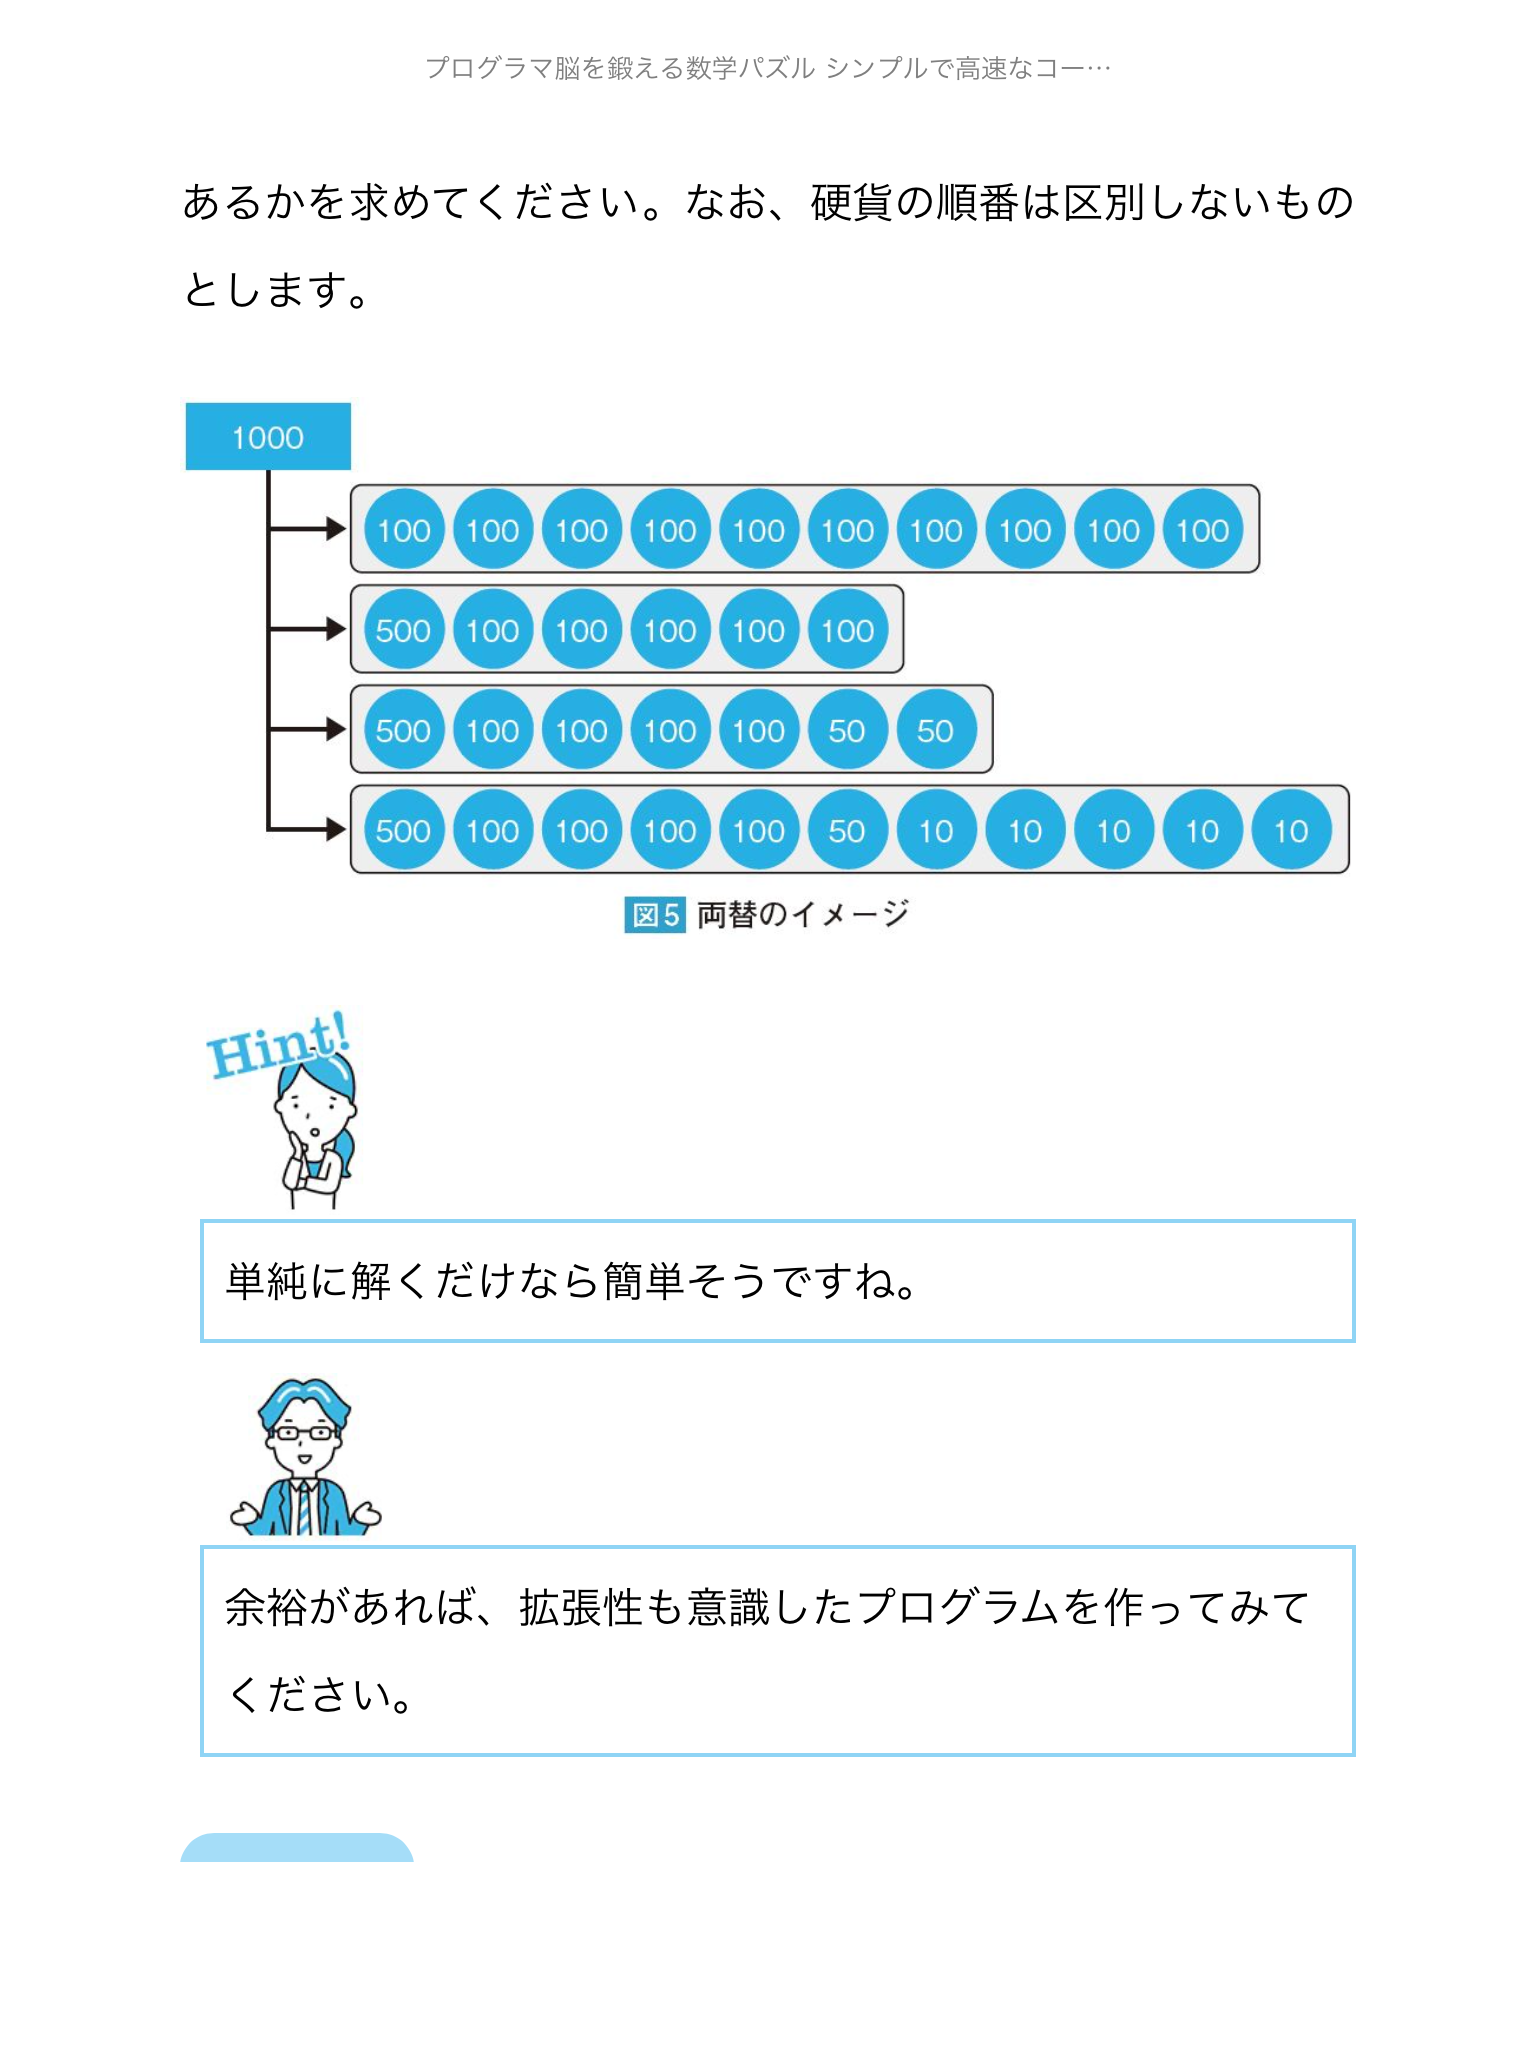 プログラマ脳を鍛える数学パズル シンプルで高速なコー…
あるかを求めてください。なお、硬貨の順番は区別しないもの
とします。
1000
100 100 100 100 100 100 100 100 100 100
500 100 100 100 100 100
500 100 100 100 100 50 50
500 100 100 100 100 50 10 10 10 10 10
図5 両替のイメージ
Hint!
単純に解くだけなら簡単そうですね。
余裕があれば、拡張性も意識したプログラムを作ってみて
ください。